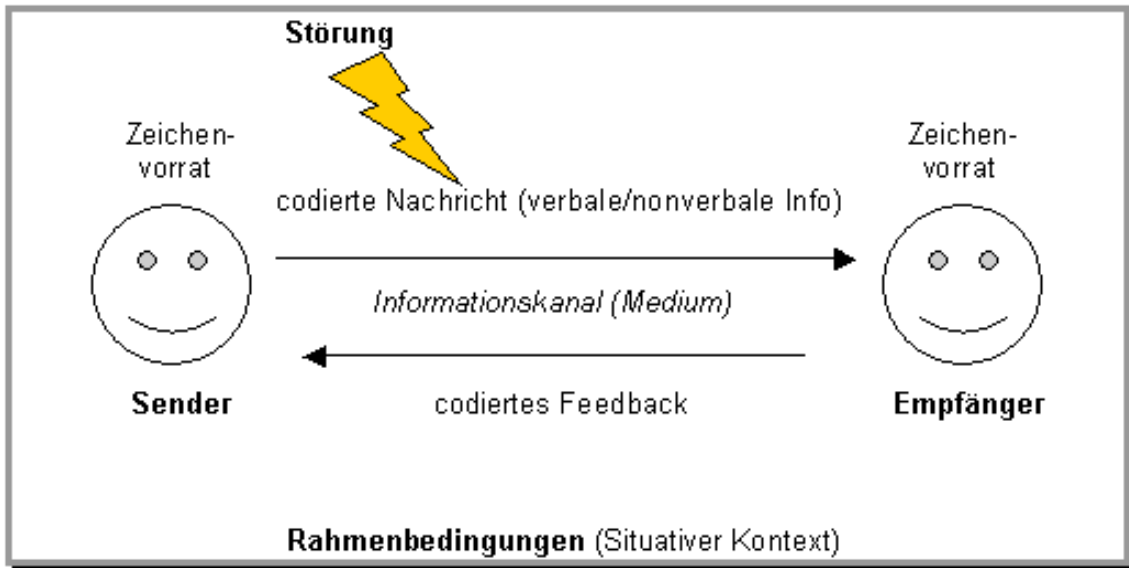 Störung
Zeichen-
vorrat
Zeichen-
vorrat
codierte Nachricht (verbale/nonverbale Info)
Informationskanal (Medium)
Sender
codiertes Feedback
Empfänger
Rahmenbedingungen (Situativer Kontext)